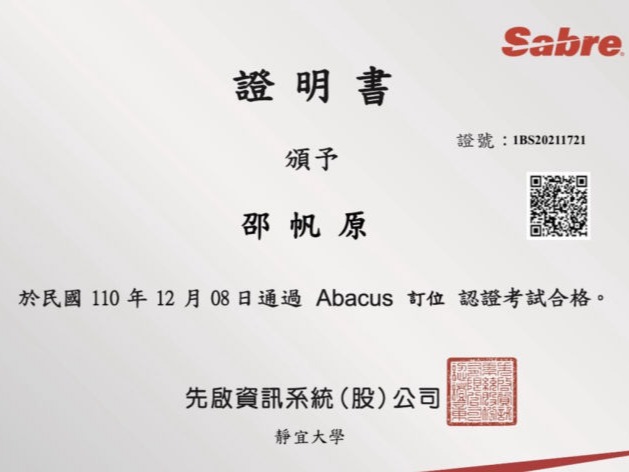 Sabre
證明書
證號：1BS20211721
頒予
邵帆原
於民國 110 年 12 月 08 日通過 Abacus 訂位 認證考試合格。
先啟資訊系統(股)公司
靜宜大學